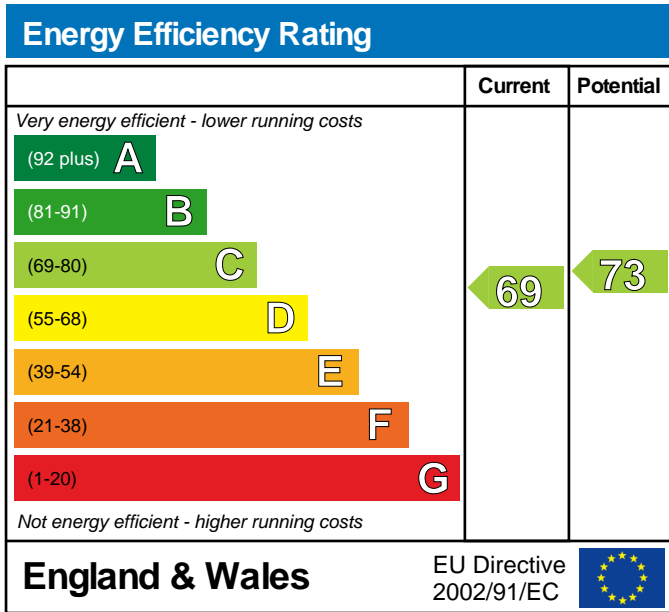 Energy Efficiency Rating
Current Potential
Very energy efficient - lower running costs
(92 plus) A
(81-91) B
(69-80) C
(55-68) D
(39-54) E
(21-38) F
(1-20) G
69 73
Not energy efficient - higher running costs
England & Wales
EU Directive
2002/91/EC